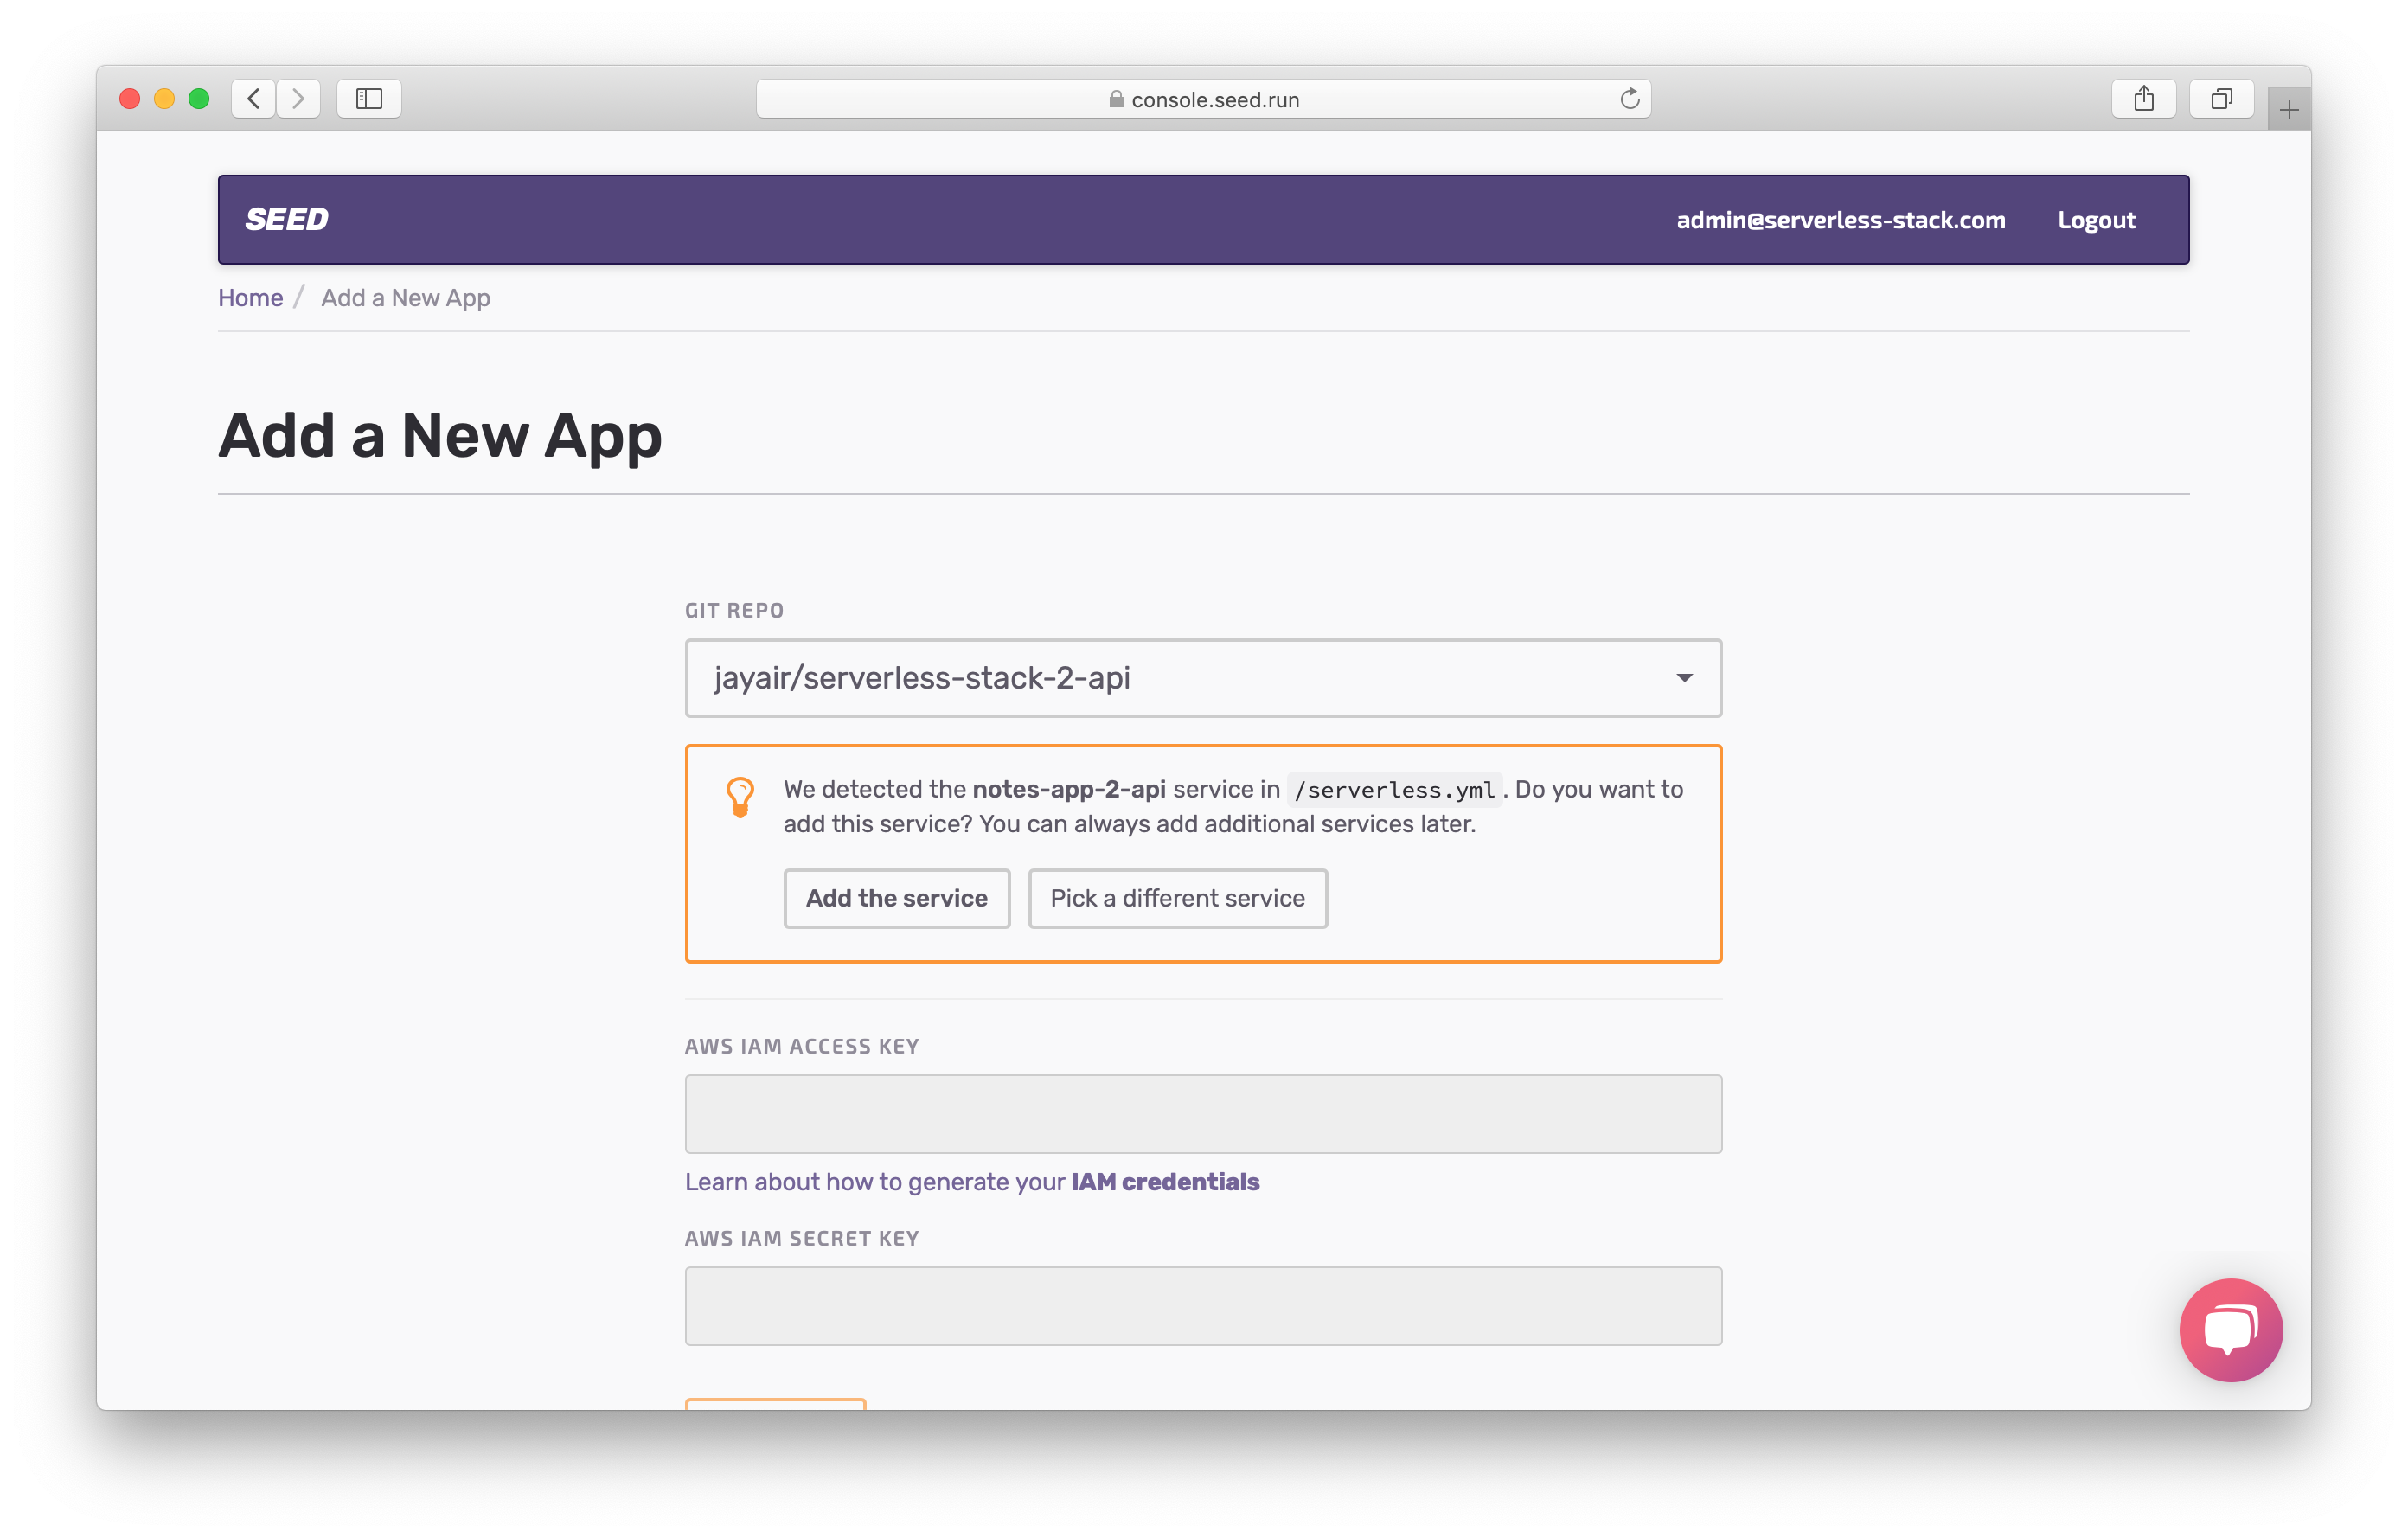 console.seed.run
SEED
admin@serverless-stack.com
Logout
Home / Add a New App
Add a New App
GIT REPO
jayair/serverless-stack-2-api
We detected the notes-app-2-api service in /serverless.yml. Do you want to
add this service? You can always add additional services later.
Add the service
Pick a different service
AWS IAM ACCESS KEY
Learn about how to generate your IAM credentials
AWS IAM SECRET KEY